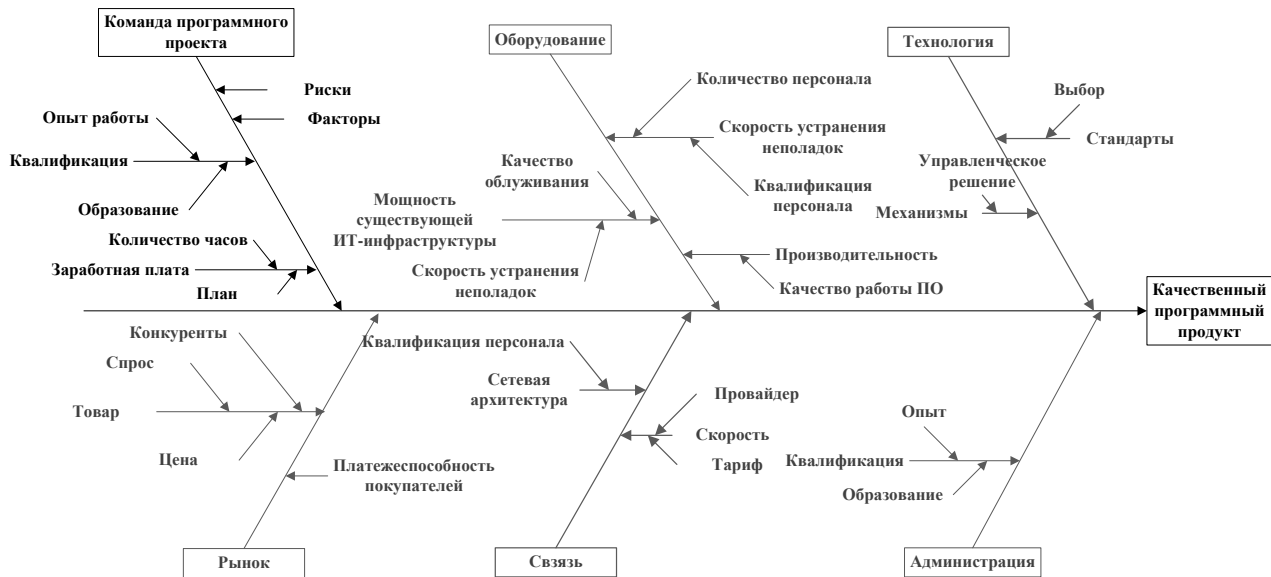 Команда программного
проекта
Оборудование
Технология
Риски
Факторы
Опыт работы
Квалификация
Образование
Количество часов
Заработная плата
План
Количество персонала
Скорость устранения
неполадок
Квалификация
персонала
Качество
облуживания
Мощность
существующей
ИТ-инфраструктуры
Скорость устранения
неполадок
Производительность
Качество работы ПО
Выбор
Стандарты
Управленческое
решение
Механизмы
Качественный
программный
продукт
Конкуренты
Спрос
Товар
Цена
Платежеспособность
покупателей
Квалификация персонала
Сетевая
архитектура
Провайдер
Скорость
Тариф
Опыт
Квалификация
Образование
Рынок
Свзязь
Администрация